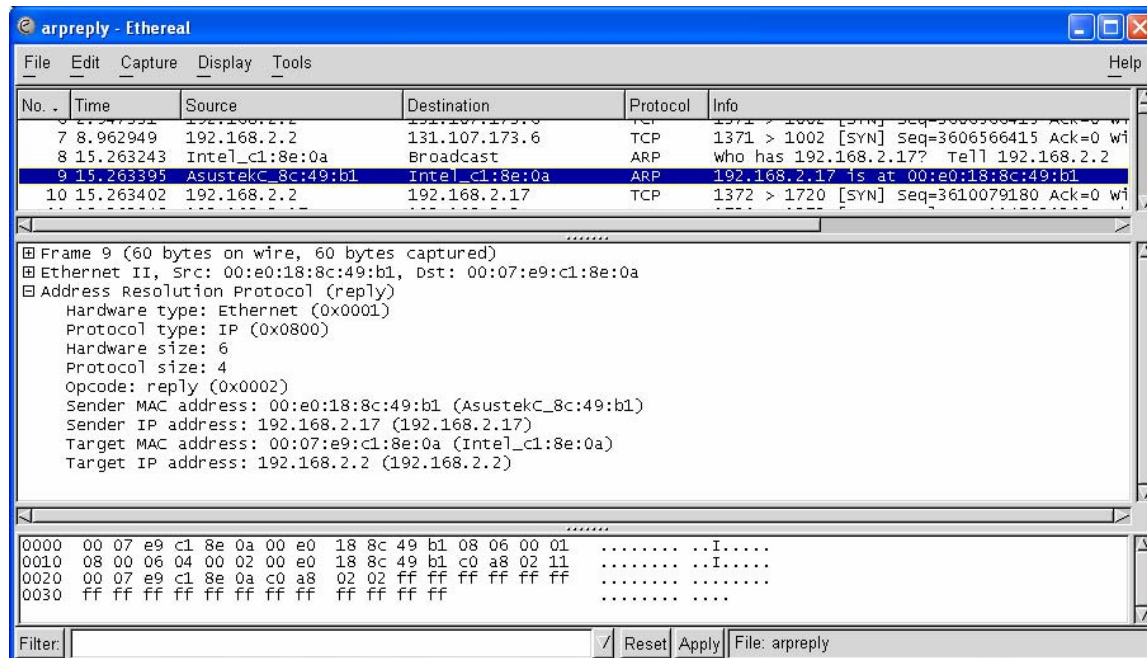 arpreply - Ethereal
File Edit Capture Display Tools Help
No. . Time Source Destination Protocol Info
7 8.962949 192.168.2.2 131.107.173.6 TCP 1371 > 1002 [SYN] Seq=3606566415 Ack=0 Wi
8 15.263243 Intel_c1:8e:0a Broadcast ARP Who has 192.168.2.17? Tell 192.168.2.2
9 15.263395 AsustekC_8c:49:b1 Intel_c1:8e:0a ARP 192.168.2.17 is at 00:e0:18:8c:49:b1
10 15.263402 192.168.2.2 192.168.2.17 TCP 1372 > 1720 [SYN] Seq=3610079180 Ack=0 Wi
Frame 9 (60 bytes on wire, 60 bytes captured)
Ethernet II, Src: 00:e0:18:8c:49:b1, Dst: 00:07:e9:c1:8e:0a
Address Resolution Protocol (reply)
Hardware type: Ethernet (0x0001)
Protocol type: IP (0x0800)
Hardware size: 6
Protocol size: 4
Opcode: reply (0x0002)
Sender MAC address: 00:e0:18:8c:49:b1 (AsustekC_8c:49:b1)
Sender IP address: 192.168.2.17 (192.168.2.17)
Target MAC address: 00:07:e9:c1:8e:0a (Intel_c1:8e:0a)
Target IP address: 192.168.2.2 (192.168.2.2)
0000 00 07 e9 c1 8e 0a 00 e0 18 8c 49 b1 08 06 00 01 ........ ..I.....
0010 08 00 06 04 00 02 00 e0 18 8c 49 b1 c0 a8 02 11 ........ ..I.....
0020 00 07 e9 c1 8e 0a c0 a8 02 02 ff ff ff ff ff ff ........ ........
0030 ff ff ff ff ff ff ff ff ff ff ff ff ........ ....
Filter: Reset Apply File: arpreply